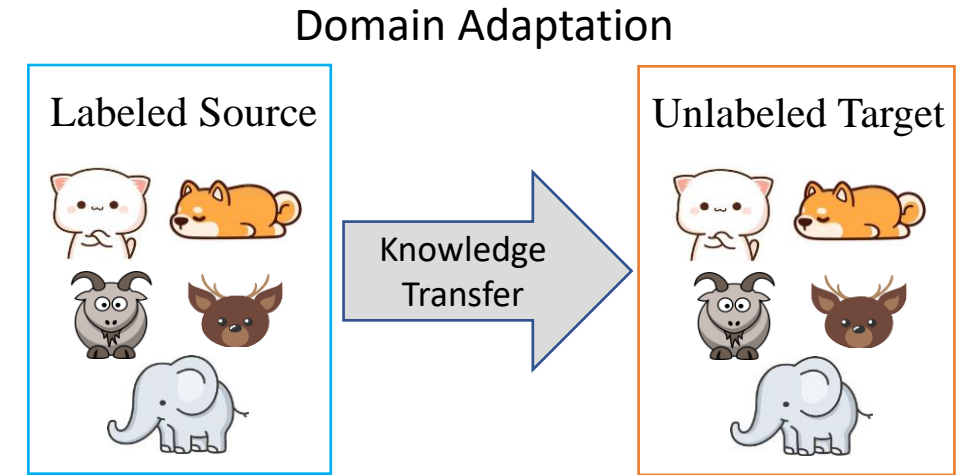 Domain Adaptation
Labeled Source
Unlabeled Target
Knowledge
Transfer